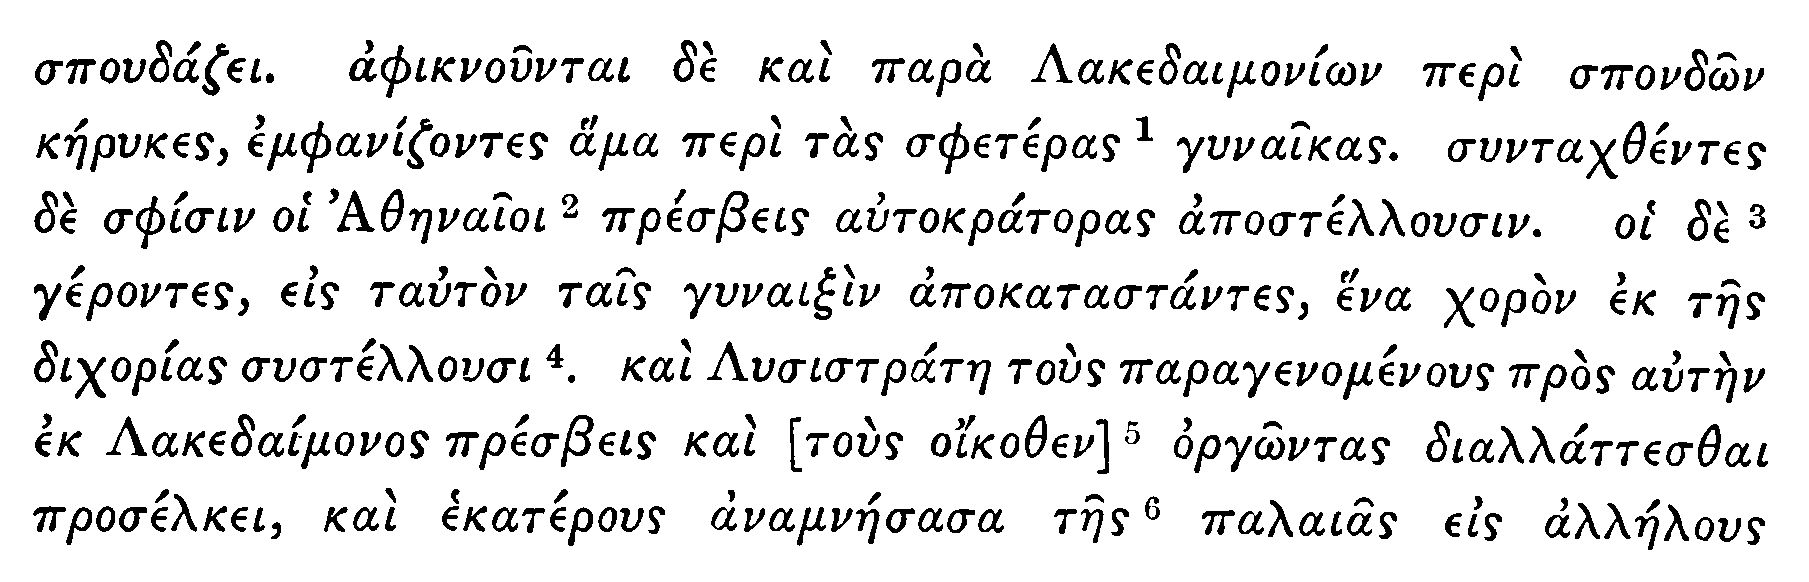 σπουδάζει. ἀφικνοῦνται δὲ καὶ παρὰ Λακεδαιμονίων περὶ σπονδῶν
κήρυκες, ἐμφανίζοντες ἅμα περὶ τὰς σφετέρας ¹ γυναῖκας. συνταχθέντες
δὲ σφίσιν οἱ Ἀθηναῖοι ² πρέσβεις αὐτοκράτορας ἀποστέλλουσιν. οἱ δὲ ³
γέροντες, εἰς ταὐτὸν ταῖς γυναιξὶν ἀποκαταστάντες, ἕνα χορὸν ἐκ τῆς
διχορίας συστέλλουσι ⁴. καὶ Λυσιστράτη τοὺς παραγενομένους πρὸς αὐτὴν
ἐκ Λακεδαίμονος πρέσβεις καὶ [τοὺς οἴκοθεν] ⁵ ὀργῶντας διαλλάττεσθαι
προσέλκει, καὶ ἑκατέρους ἀναμνήσασα τῆς ⁶ παλαιᾶς εἰς ἀλλήλους